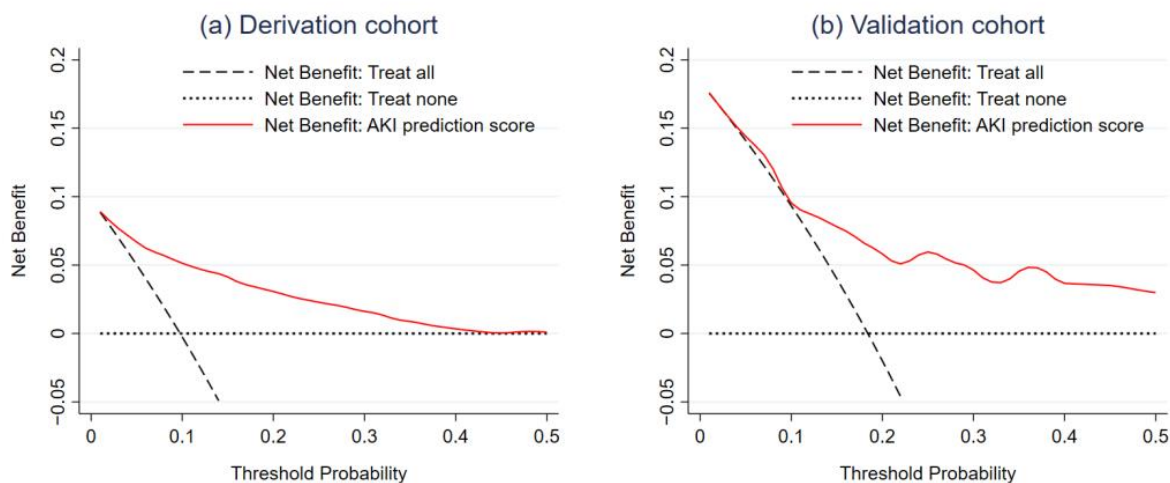 (a) Derivation cohort
0.2
0.15
0.1
0.05
0
−0.05
Net Benefit
Net Benefit: Treat all
Net Benefit: Treat none
Net Benefit: AKI prediction score
0
0.1
0.2
0.3
0.4
0.5
Threshold Probability
(b) Validation cohort
0.2
0.15
0.1
0.05
0
−0.05
Net Benefit
Net Benefit: Treat all
Net Benefit: Treat none
Net Benefit: AKI prediction score
0
0.1
0.2
0.3
0.4
0.5
Threshold Probability